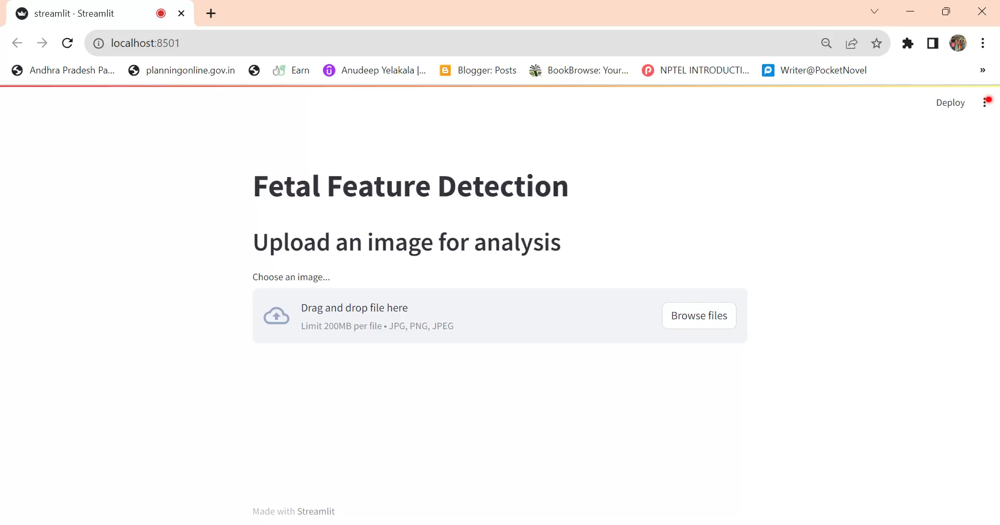 streamlit · Streamlit
localhost:8501
Andhra Pradesh Pa... planningonline.gov.in Earn Anudeep Yelakala |... Blogger: Posts BookBrowse: Your... NPTEL INTRODUCTI... Writer@PocketNovel »
Deploy
Fetal Feature Detection
Upload an image for analysis
Choose an image...
Drag and drop file here
Limit 200MB per file • JPG, PNG, JPEG
Browse files
Made with Streamlit